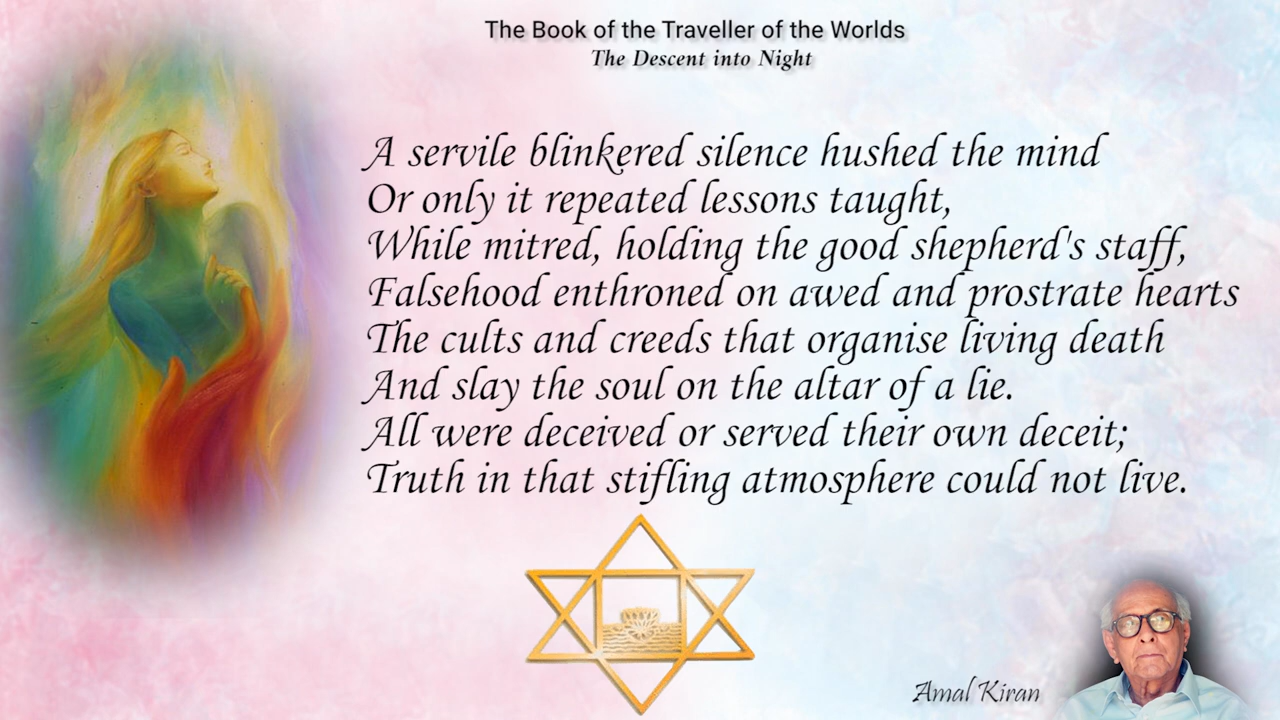 The Book of the Traveller of the Worlds
The Descent into Night
A servile blinkered silence hushed the mind
Or only it repeated lessons taught,
While mitred, holding the good shepherd's staff,
Falsehood enthroned on awed and prostrate hearts
The cults and creeds that organise living death
And slay the soul on the altar of a lie.
All were deceived or served their own deceit;
Truth in that stifling atmosphere could not live.
Amal Kiran